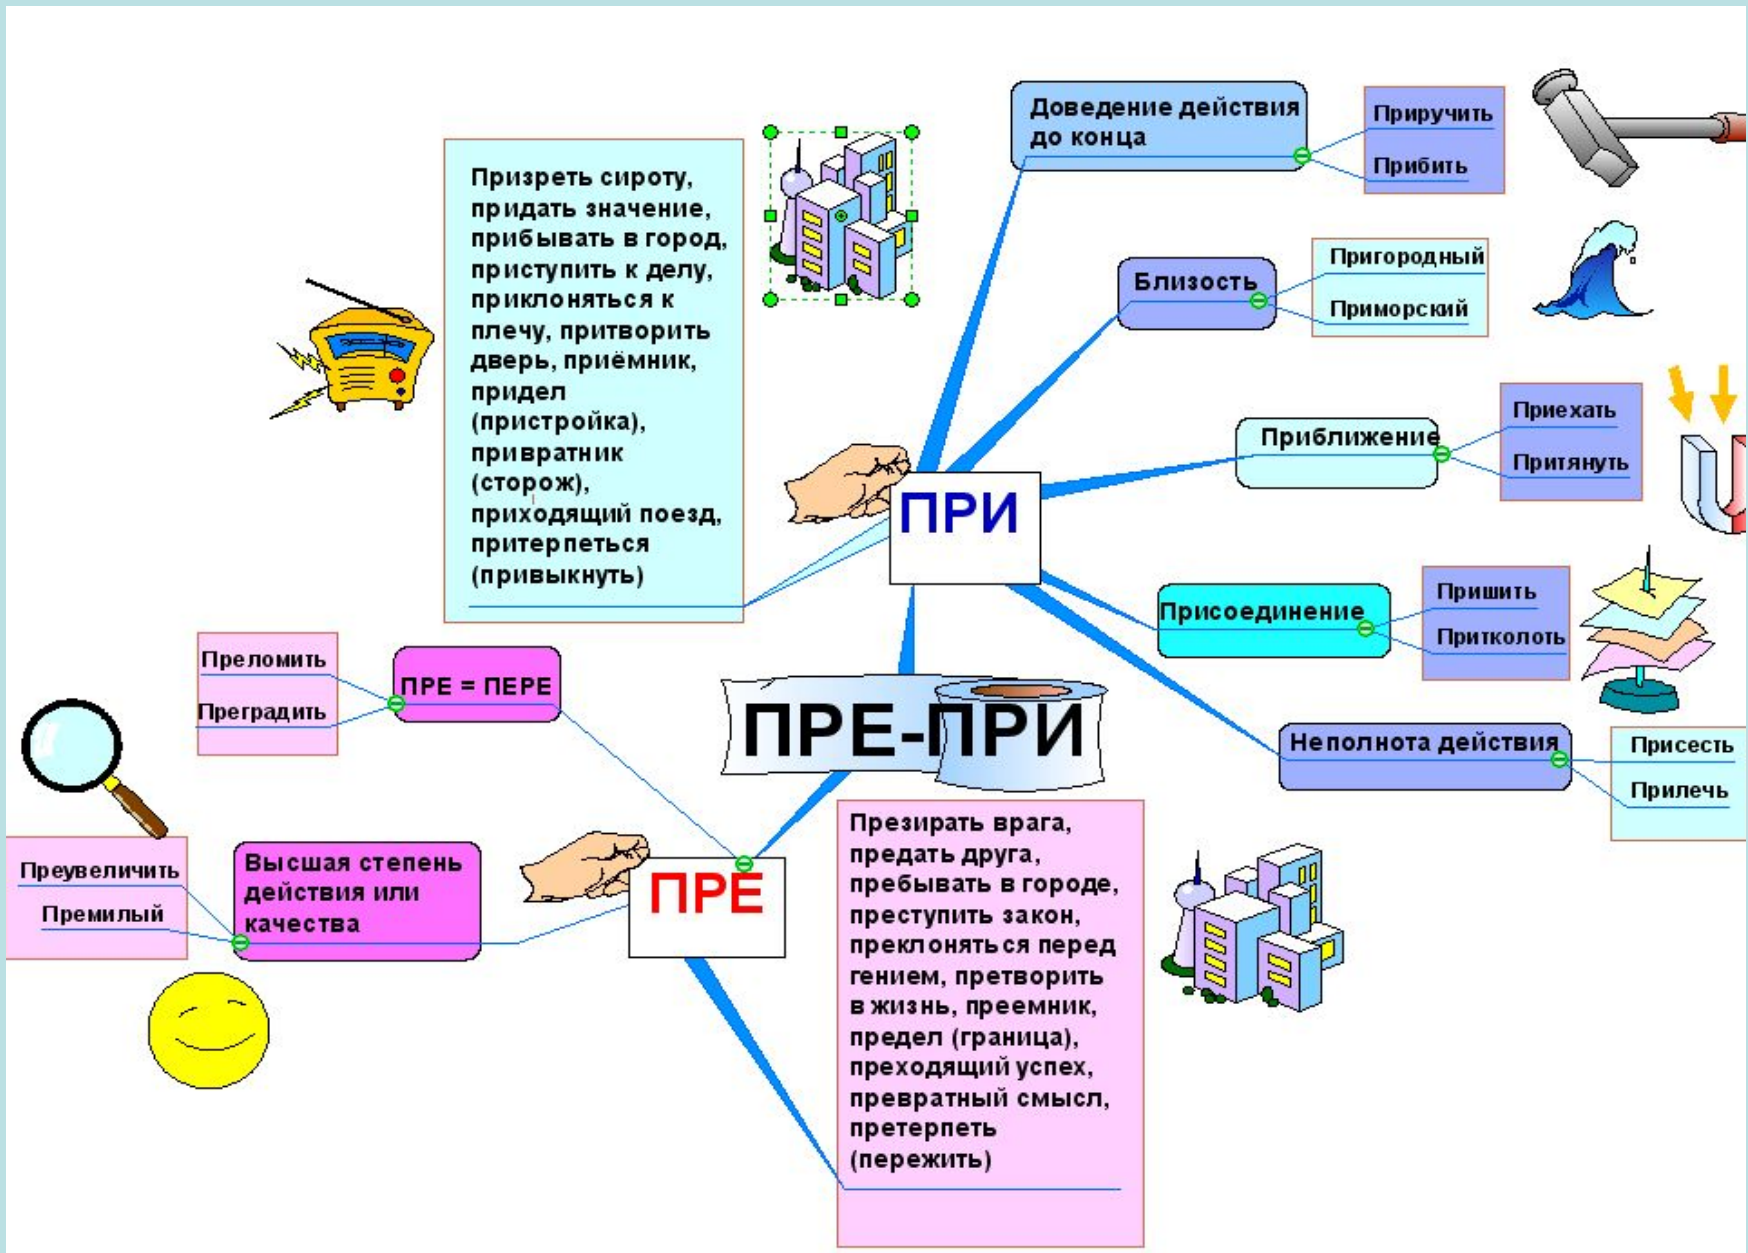 Доведение действия
до конца
Приручить
Прибить
Призреть сироту,
придать значение,
прибывать в город,
приступить к делу,
приклоняться к
плечу, притворить
дверь, приёмник,
придел
(пристройка),
привратник
(сторож),
приходящий поезд,
притерпеться
(привыкнуть)
Близость
Пригородный
Приморский
Приближение
Приехать
Притянуть
ПРИ
Присоединение
Пришить
Притколоть
Неполнота действия
Присесть
Прилечь
ПРЕ-ПРИ
Преломить
Преградить
ПРЕ = ПЕРЕ
Преувеличить
Премилый
Высшая степень
действия или
качества
ПРЕ
Презирать врага,
предать друга,
пребывать в городе,
преступить закон,
преклоняться перед
гением, претворить
в жизнь, преемник,
предел (граница),
преходящий успех,
превратный смысл,
претерпеть
(пережить)